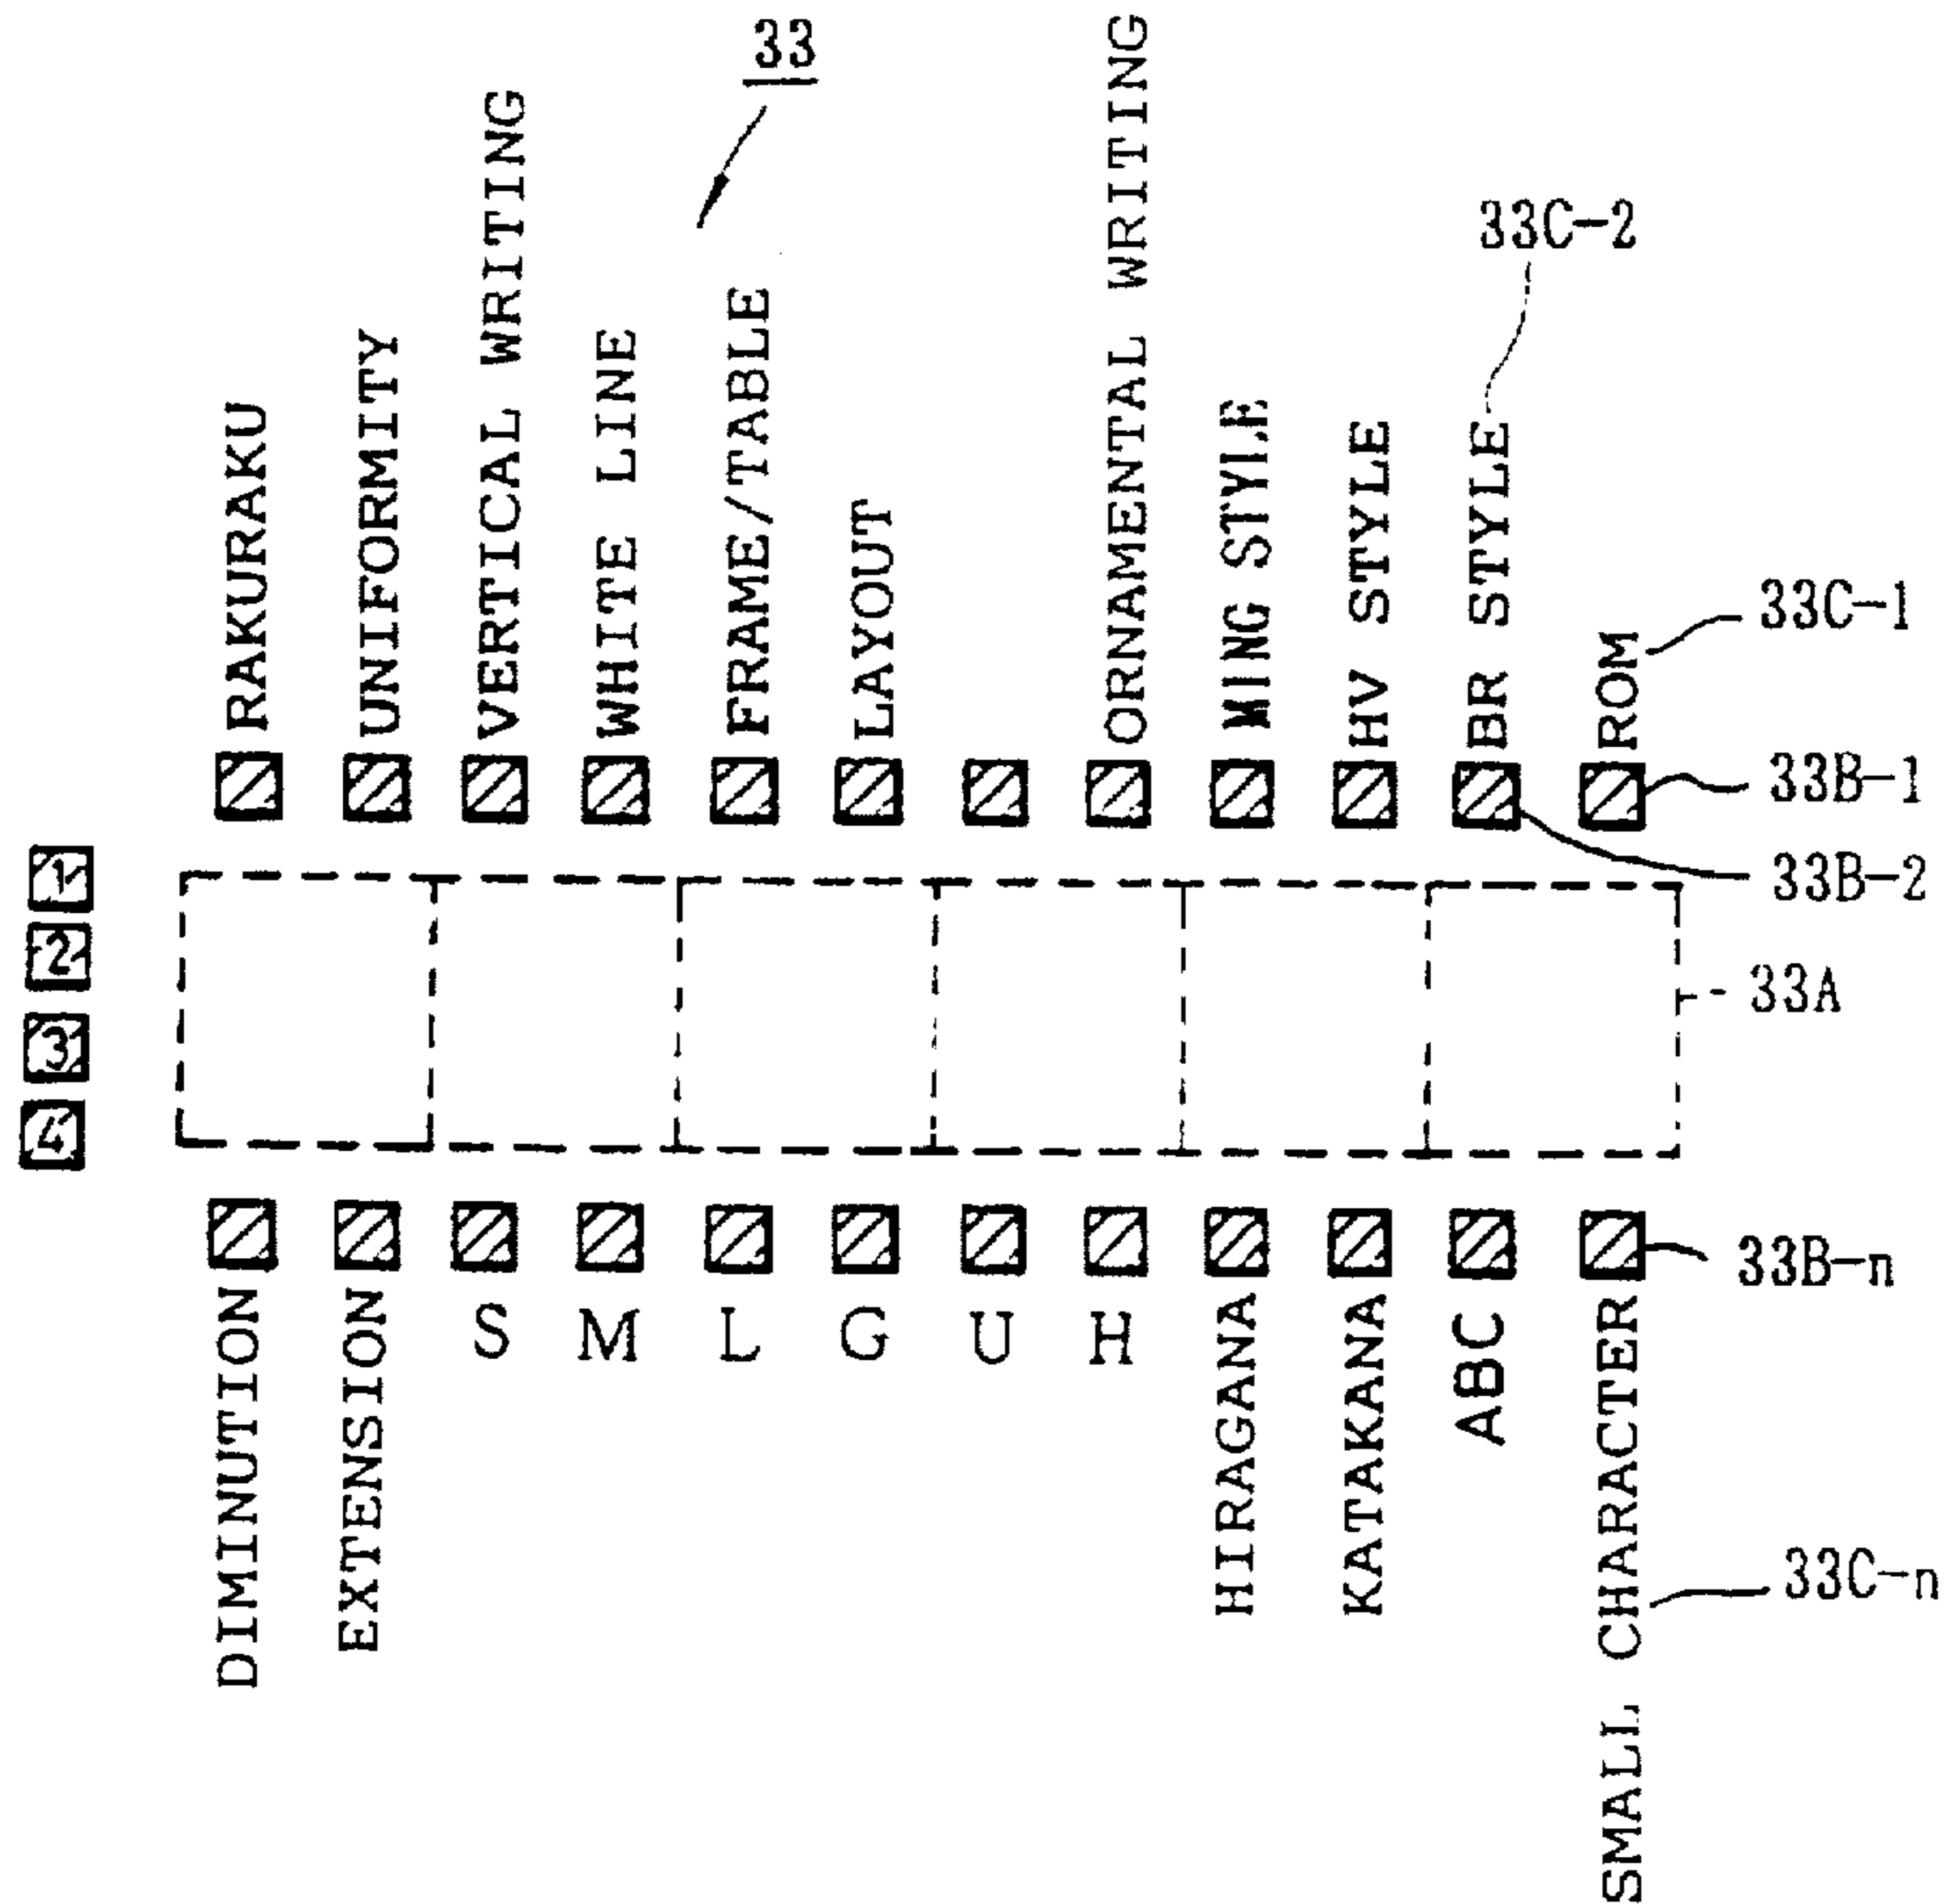 33
RAKURAKU
UNIFORMITY
VERTICAL WRITING
WHITE LINE
FRAME/TABLE
LAYOUT
ORNAMENTAL WRITING
MING STYLE
HV STYLE
BR STYLE
ROM
33C-2
33C-1
33B-1
33B-2
33A
1
2
3
4
33B-n
DIMINUTION
EXTENSION
S
M
L
G
U
H
HIRAGANA
KATAKANA
ABC
SMALL CHARACTER
33C-n